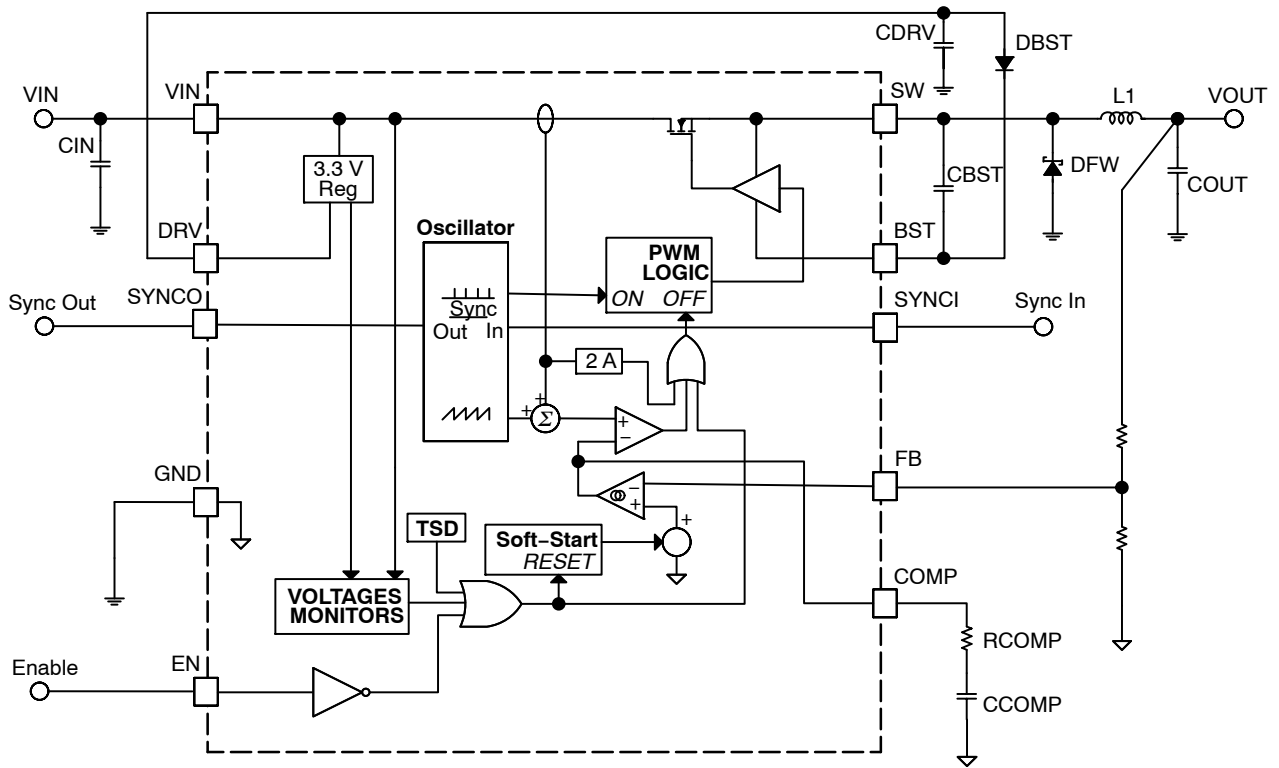 CDRV
DBST
VIN
VIN
SW
L1
VOUT
CIN
3.3 V
Reg
CBST
DFW
COUT
DRV
Oscillator
PWM
LOGIC
ON OFF
BST
SYNCO
SYNCI
Sync Out
Sync In
Sync
Out In
2 A
+
+
Σ
+
−
GND
FB
−
+
+
TSD
Soft−Start
RESET
VOLTAGES
MONITORS
COMP
RCOMP
CCOMP
Enable
EN